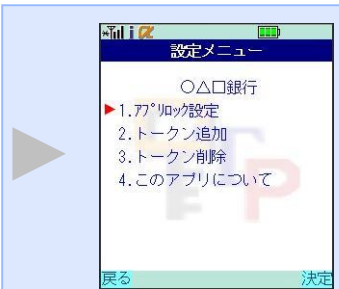 設定メニュー
○△□銀行
1.ｱﾌﾟﾘﾛｯｸ設定
2.トークン追加
3.トークン削除
4.このアプリについて
戻る
決定